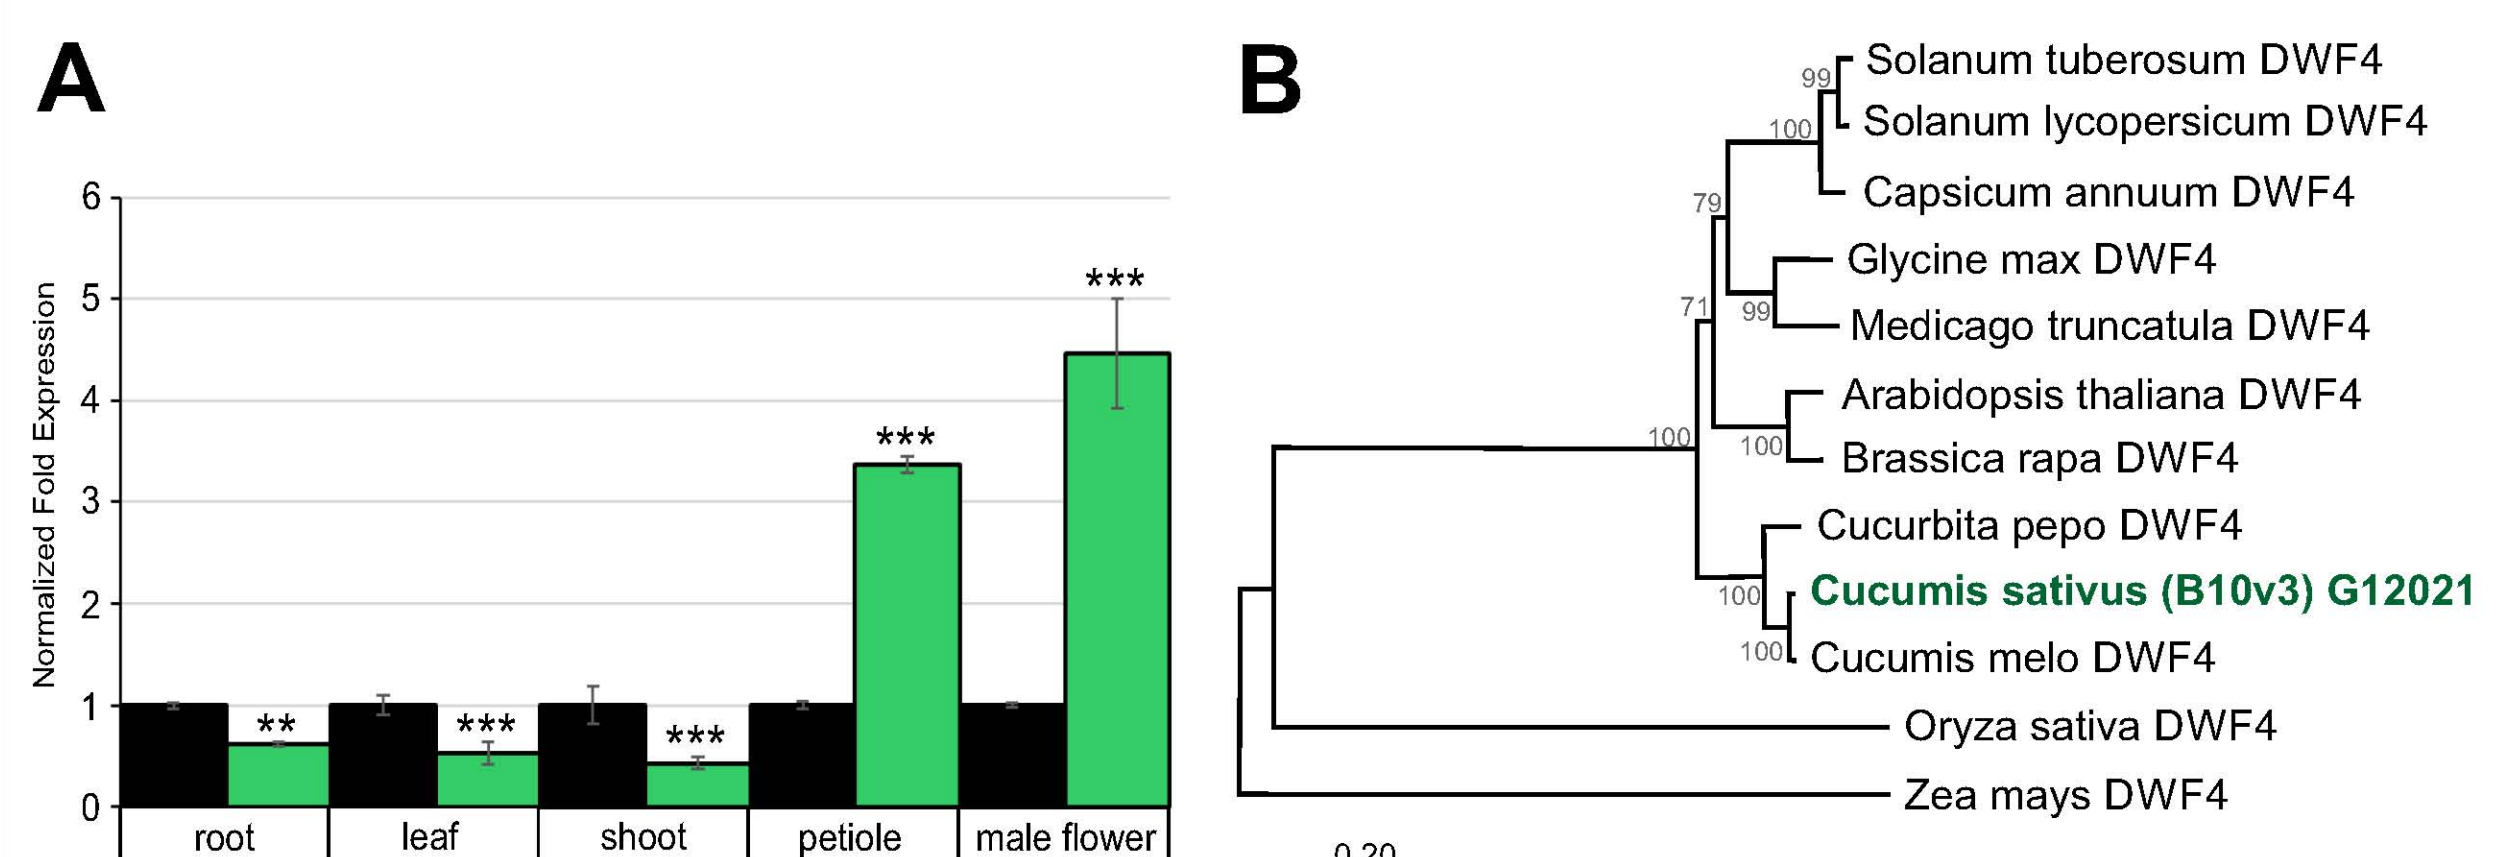 A
Normalized Fold Expression
6
5
4
3
2
1
0
**
***
***
***
***
root
leaf
shoot
petiole
male flower
B
Solanum tuberosum DWF4
Solanum lycopersicum DWF4
Capsicum annuum DWF4
Glycine max DWF4
Medicago truncatula DWF4
Arabidopsis thaliana DWF4
Brassica rapa DWF4
Cucurbita pepo DWF4
Cucumis sativus (B10v3) G12021
Cucumis melo DWF4
Oryza sativa DWF4
Zea mays DWF4
99
100
79
71
99
100
100
100
100
0.20